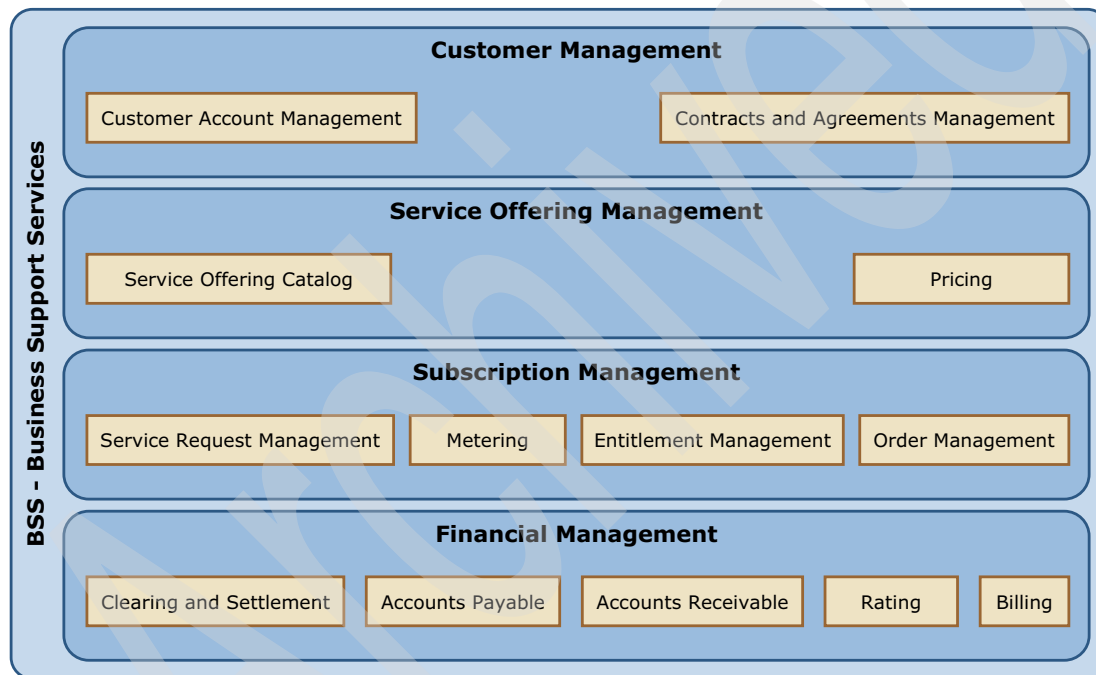 BSS - Business Support Services
Customer Management
Customer Account Management
Contracts and Agreements Management
Service Offering Management
Service Offering Catalog
Pricing
Subscription Management
Service Request Management
Metering
Entitlement Management
Order Management
Financial Management
Clearing and Settlement
Accounts Payable
Accounts Receivable
Rating
Billing
Archived